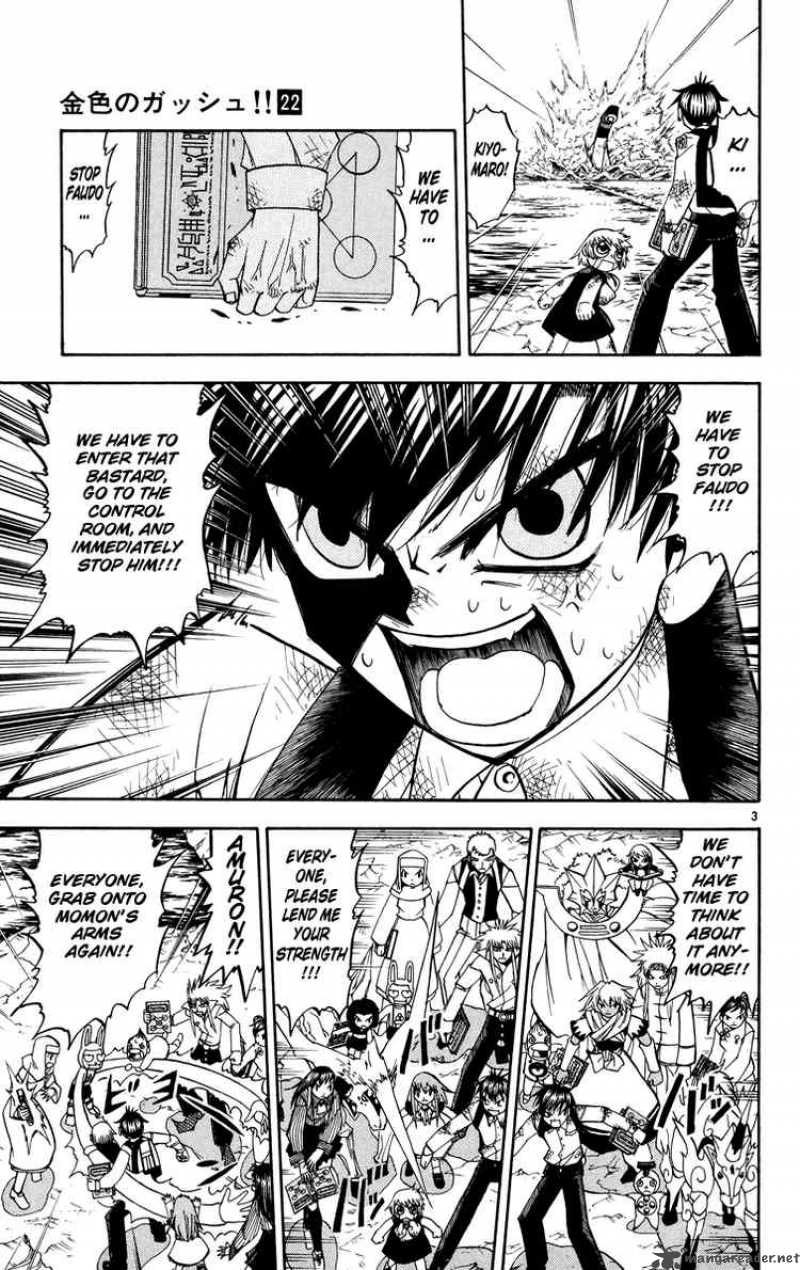 金色のガッシュ!! 22
KI
...
KIYO-
MARO!
WE
HAVE
TO
...
STOP
FAUDO
...
WE
HAVE
TO
STOP
FAUDO
!!!
WE HAVE TO
ENTER THAT
BASTARD,
GO TO THE
CONTROL
ROOM, AND
IMMEDIATELY
STOP HIM!!!
3
WE
DON'T
HAVE
TIME TO
THINK
ABOUT
IT ANY-
MORE!!
EVERY-
ONE,
PLEASE
LEND ME
YOUR
STRENGTH
!!!
AMURON!!
EVERYONE,
GRAB ONTO
MOMON'S
ARMS
AGAIN!!
mangareader.net